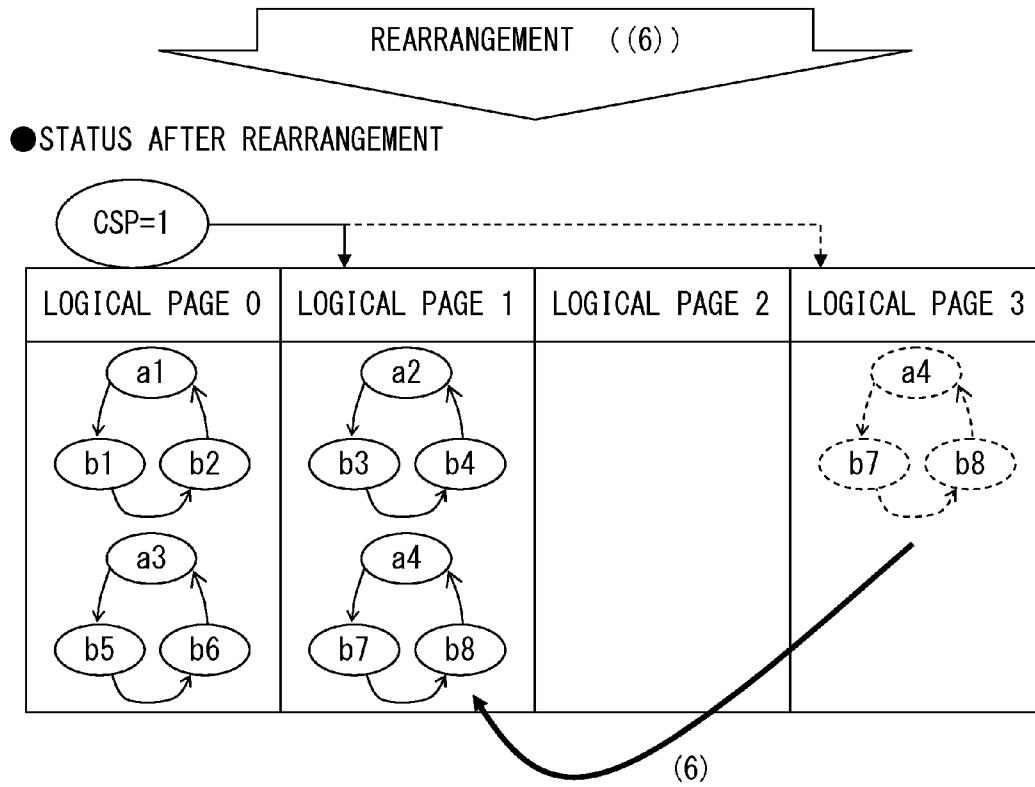 REARRANGEMENT ((6))
●STATUS AFTER REARRANGEMENT
CSP=1
LOGICAL PAGE 0 LOGICAL PAGE 1 LOGICAL PAGE 2 LOGICAL PAGE 3
a1 a2 a4
b1 b2 b3 b4 b7 b8
a3 a4
b5 b6 b7 b8
(6)